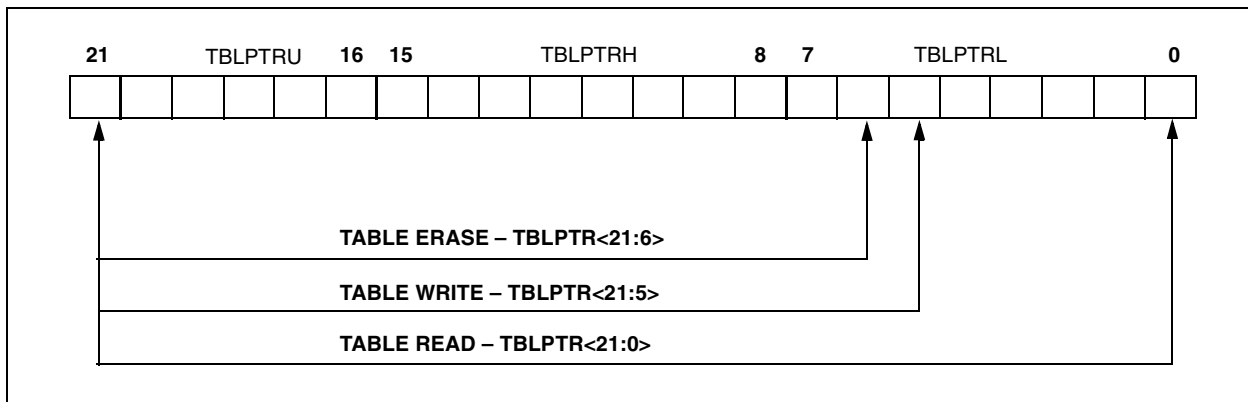 21 TBLPTRU 16 15 TBLPTRH 8 7 TBLPTRL 0
TABLE ERASE – TBLPTR<21:6>
TABLE WRITE – TBLPTR<21:5>
TABLE READ – TBLPTR<21:0>